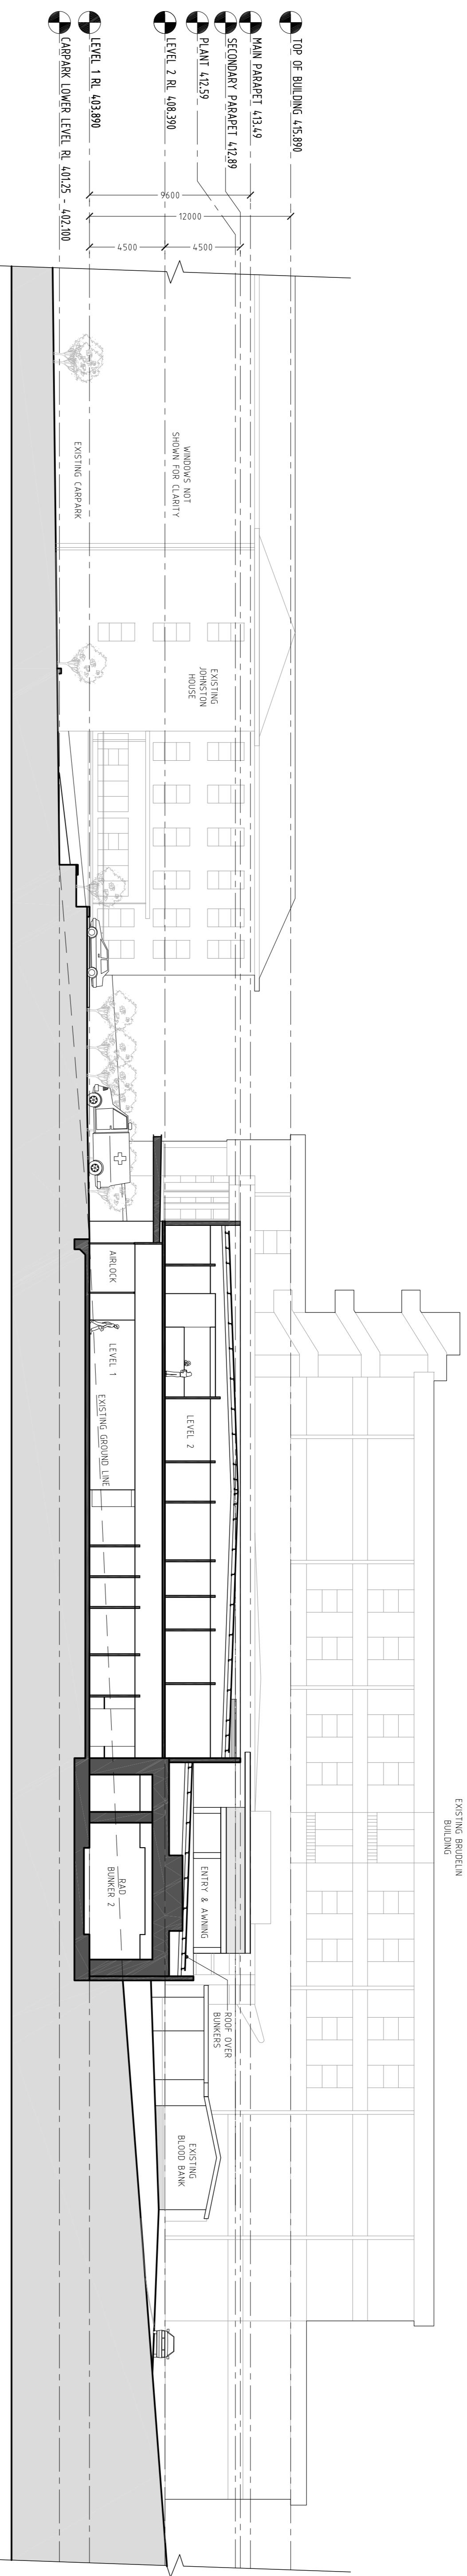 TOP OF BUILDING 415.890
MAIN PARAPET 413.49
SECONDARY PARAPET 412.89
PLANT 412.59
LEVEL 2 RL 408.390
LEVEL 1 RL 403.890
CARPARK LOWER LEVEL RL 401.25 - 402.100
9600
12000
4500
4500
WINDOWS NOT
SHOWN FOR CLARITY
EXISTING CARPARK
EXISTING
JOHNSTON
HOUSE
AIRLOCK
LEVEL 1
EXISTING GROUND LINE
LEVEL 2
EXISTING BRUDELIN
BUILDING
RAD
BUNKER 2
ENTRY & AWNING
ROOF OVER
BUNKERS
EXISTING
BLOOD BANK